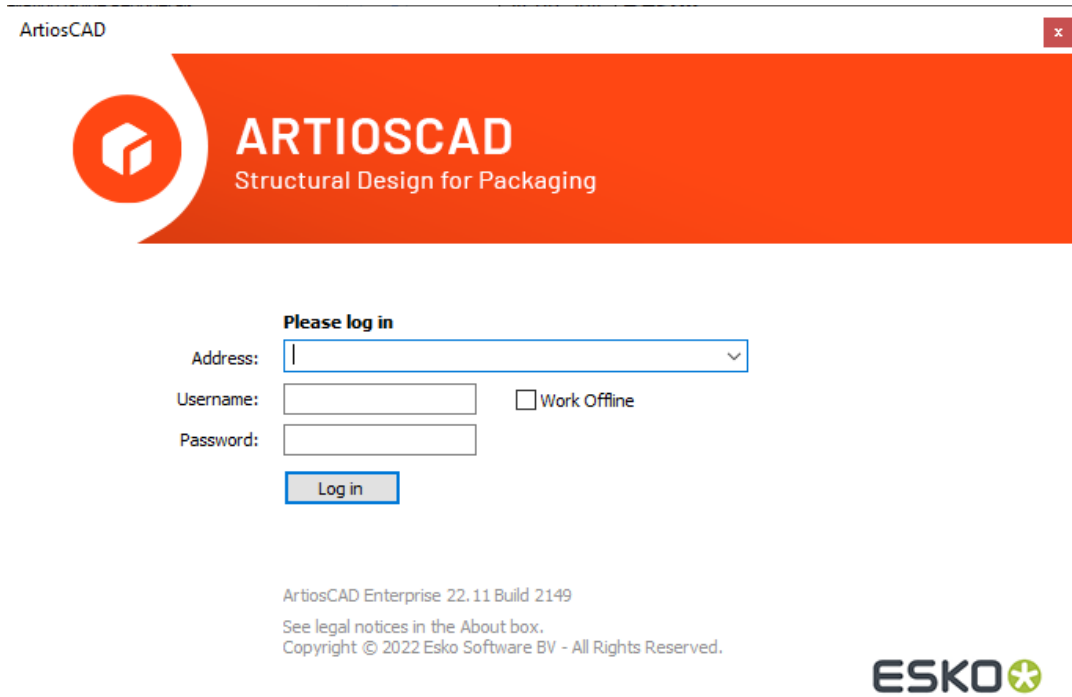 ArtiosCAD
x
ARTIOSCAD
Structural Design for Packaging
Please log in
Address:
Username:
Work Offline
Password:
Log in
ArtiosCAD Enterprise 22.11 Build 2149
See legal notices in the About box.
Copyright © 2022 Esko Software BV - All Rights Reserved.
ESKO